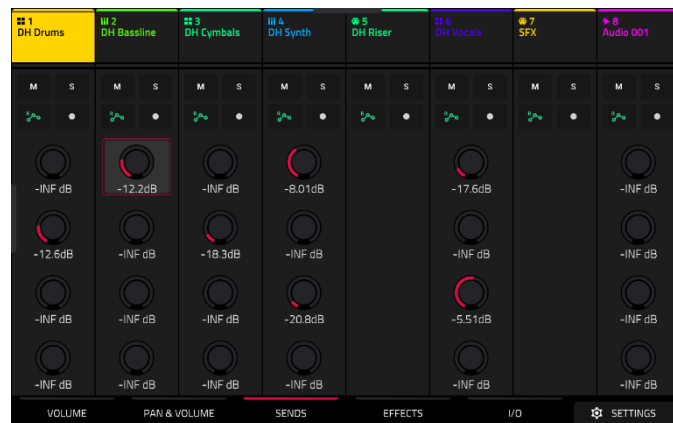 1 2 3 4 5 6 7 8
DH Drums DH Bassline DH Cymbals DH Synth DH Riser DH Vocals SFX Audio 001
M S M S M S M S M S M S M S M S
-INF dB -12.2dB -INF dB -8.01dB -17.6dB -INF dB
-12.6dB -INF dB -18.3dB -INF dB -INF dB -INF dB
-INF dB -INF dB -INF dB -20.8dB -5.51dB -INF dB
-INF dB -INF dB -INF dB -INF dB -INF dB -INF dB
VOLUME PAN & VOLUME SENDS EFFECTS I/O SETTINGS